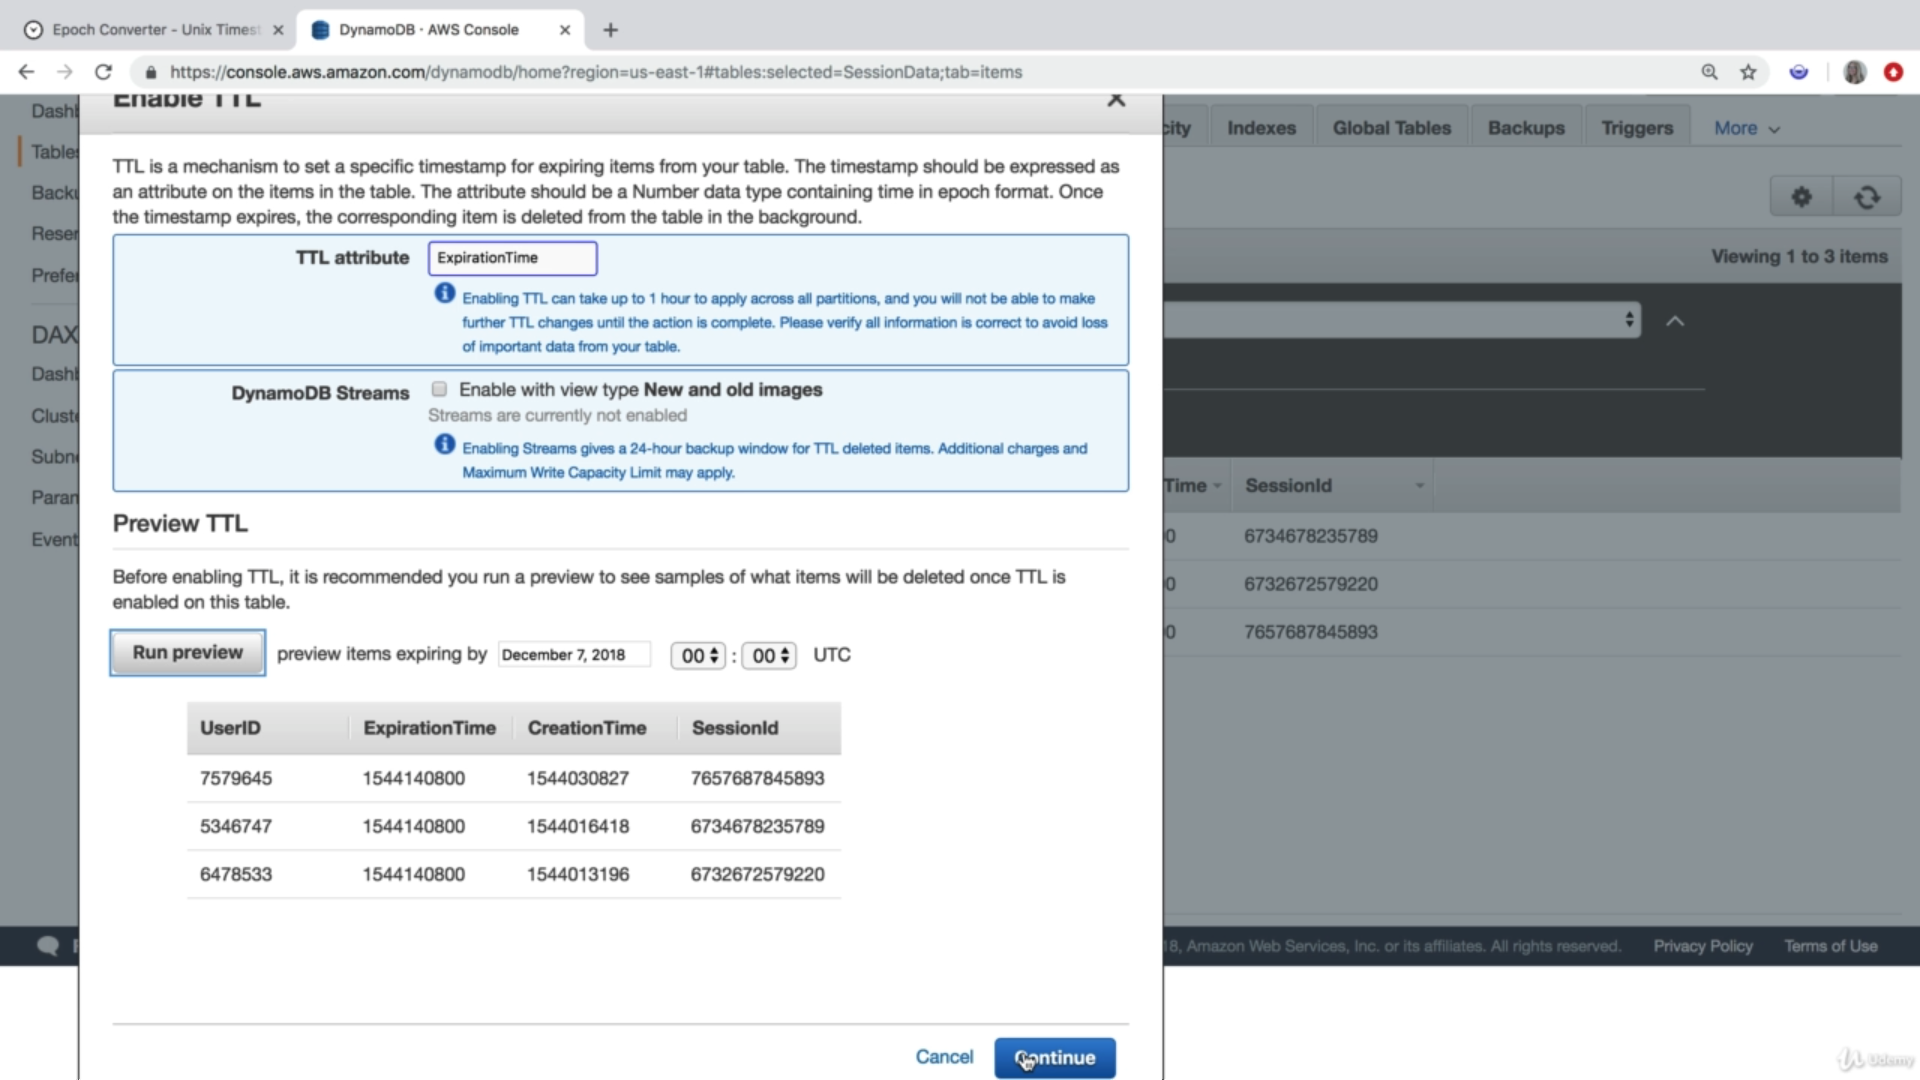 Epoch Converter - Unix Timest
DynamoDB · AWS Console
https://console.aws.amazon.com/dynamodb/home?region=us-east-1#tables:selected=SessionData;tab=items
Enable TTL
TTL is a mechanism to set a specific timestamp for expiring items from your table. The timestamp should be expressed as
an attribute on the items in the table. The attribute should be a Number data type containing time in epoch format. Once
the timestamp expires, the corresponding item is deleted from the table in the background.
TTL attribute ExpirationTime
Enabling TTL can take up to 1 hour to apply across all partitions, and you will not be able to make
further TTL changes until the action is complete. Please verify all information is correct to avoid loss
of important data from your table.
DynamoDB Streams Enable with view type New and old images
Streams are currently not enabled
Enabling Streams gives a 24-hour backup window for TTL deleted items. Additional charges and
Maximum Write Capacity Limit may apply.
Preview TTL
Before enabling TTL, it is recommended you run a preview to see samples of what items will be deleted once TTL is
enabled on this table.
Run preview preview items expiring by December 7, 2018 00 : 00 UTC
UserID ExpirationTime CreationTime SessionId
7579645 1544140800 1544030827 7657687845893
5346747 1544140800 1544016418 6734678235789
6478533 1544140800 1544013196 6732672579220
Cancel Continue
Dashb
Tables
Backu
Reser
Prefer
DAX
Dashb
Cluste
Subne
Param
Event
city Indexes Global Tables Backups Triggers More
Viewing 1 to 3 items
Time SessionId
0 6734678235789
0 6732672579220
0 7657687845893
18, Amazon Web Services, Inc. or its affiliates. All rights reserved. Privacy Policy Terms of Use
Udemy